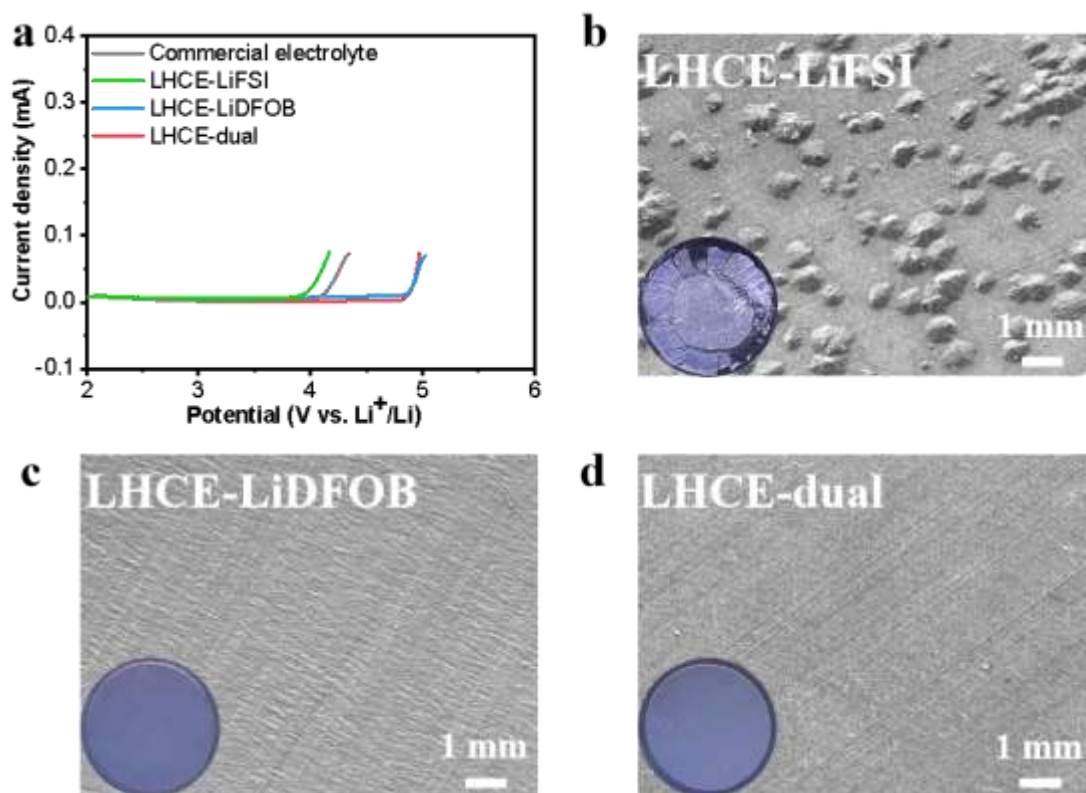 a
0.4
0.3
0.2
0.1
0.0
-0.1
Current density (mA)
Commercial electrolyte
LHCE-LiFSI
LHCE-LiDFOB
LHCE-dual
2 3 4 5 6
Potential (V vs. Li⁺/Li)
b
LHCE-LiFSI
1 mm
c
LHCE-LiDFOB
1 mm
d
LHCE-dual
1 mm